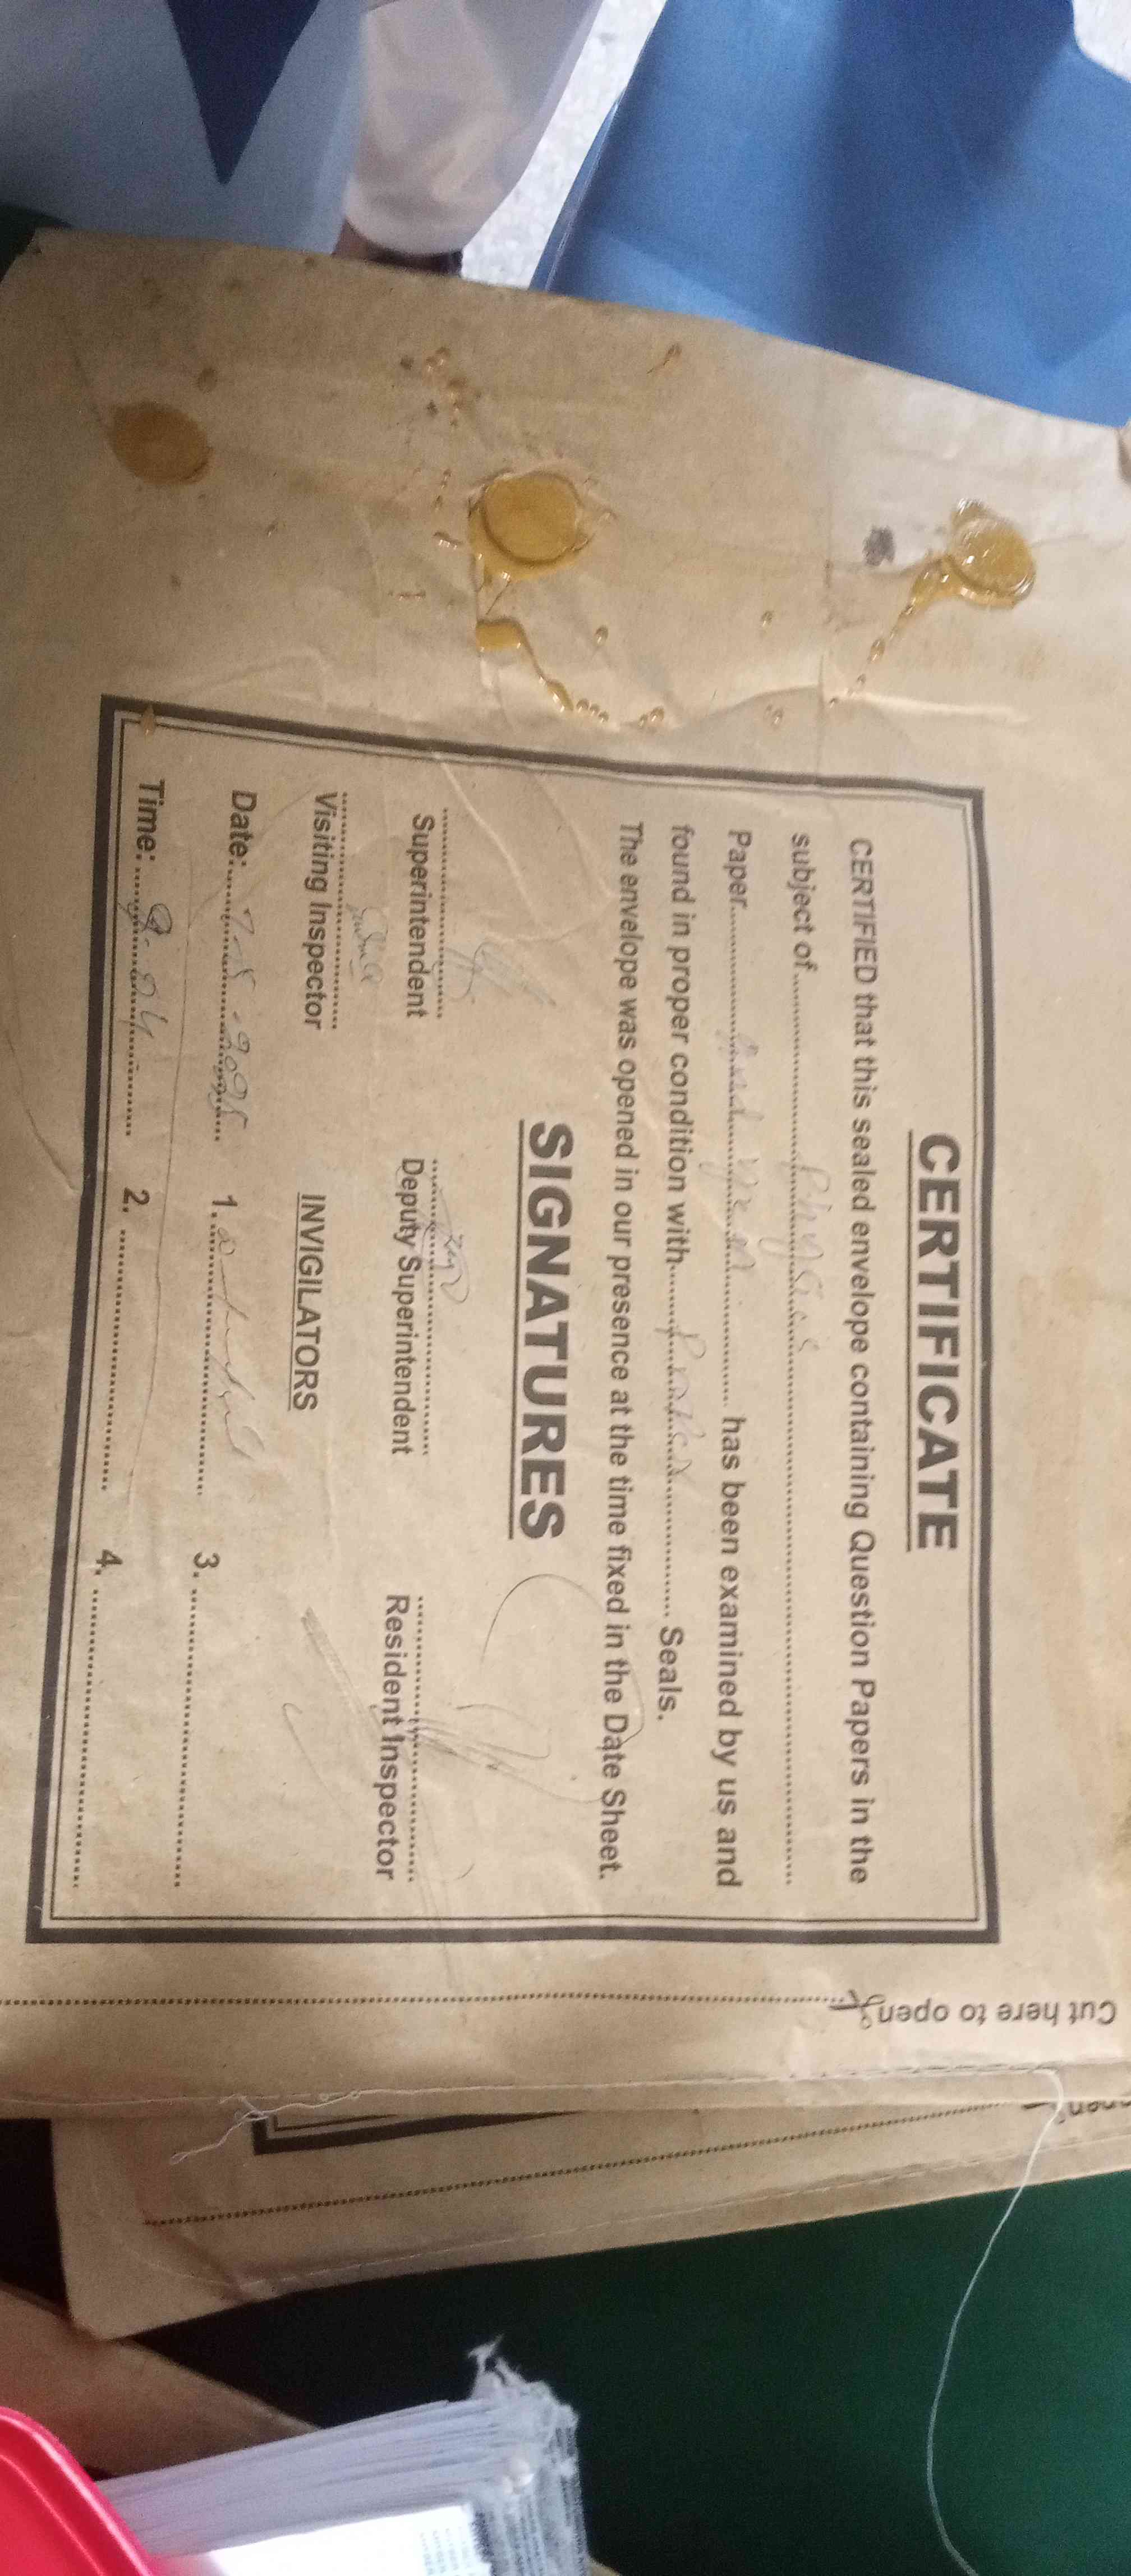 CERTIFICATE
CERTIFIED that this sealed envelope containing Question Papers in the
subject of Physics
Paper has been examined by us and
found in proper condition with Seals.
The envelope was opened in our presence at the time fixed in the Date Sheet.
SIGNATURES
Superintendent Deputy Superintendent Resident Inspector
Visiting Inspector INVIGILATORS
Date: 1. 3.
Time: 2. 4.
Cut here to open